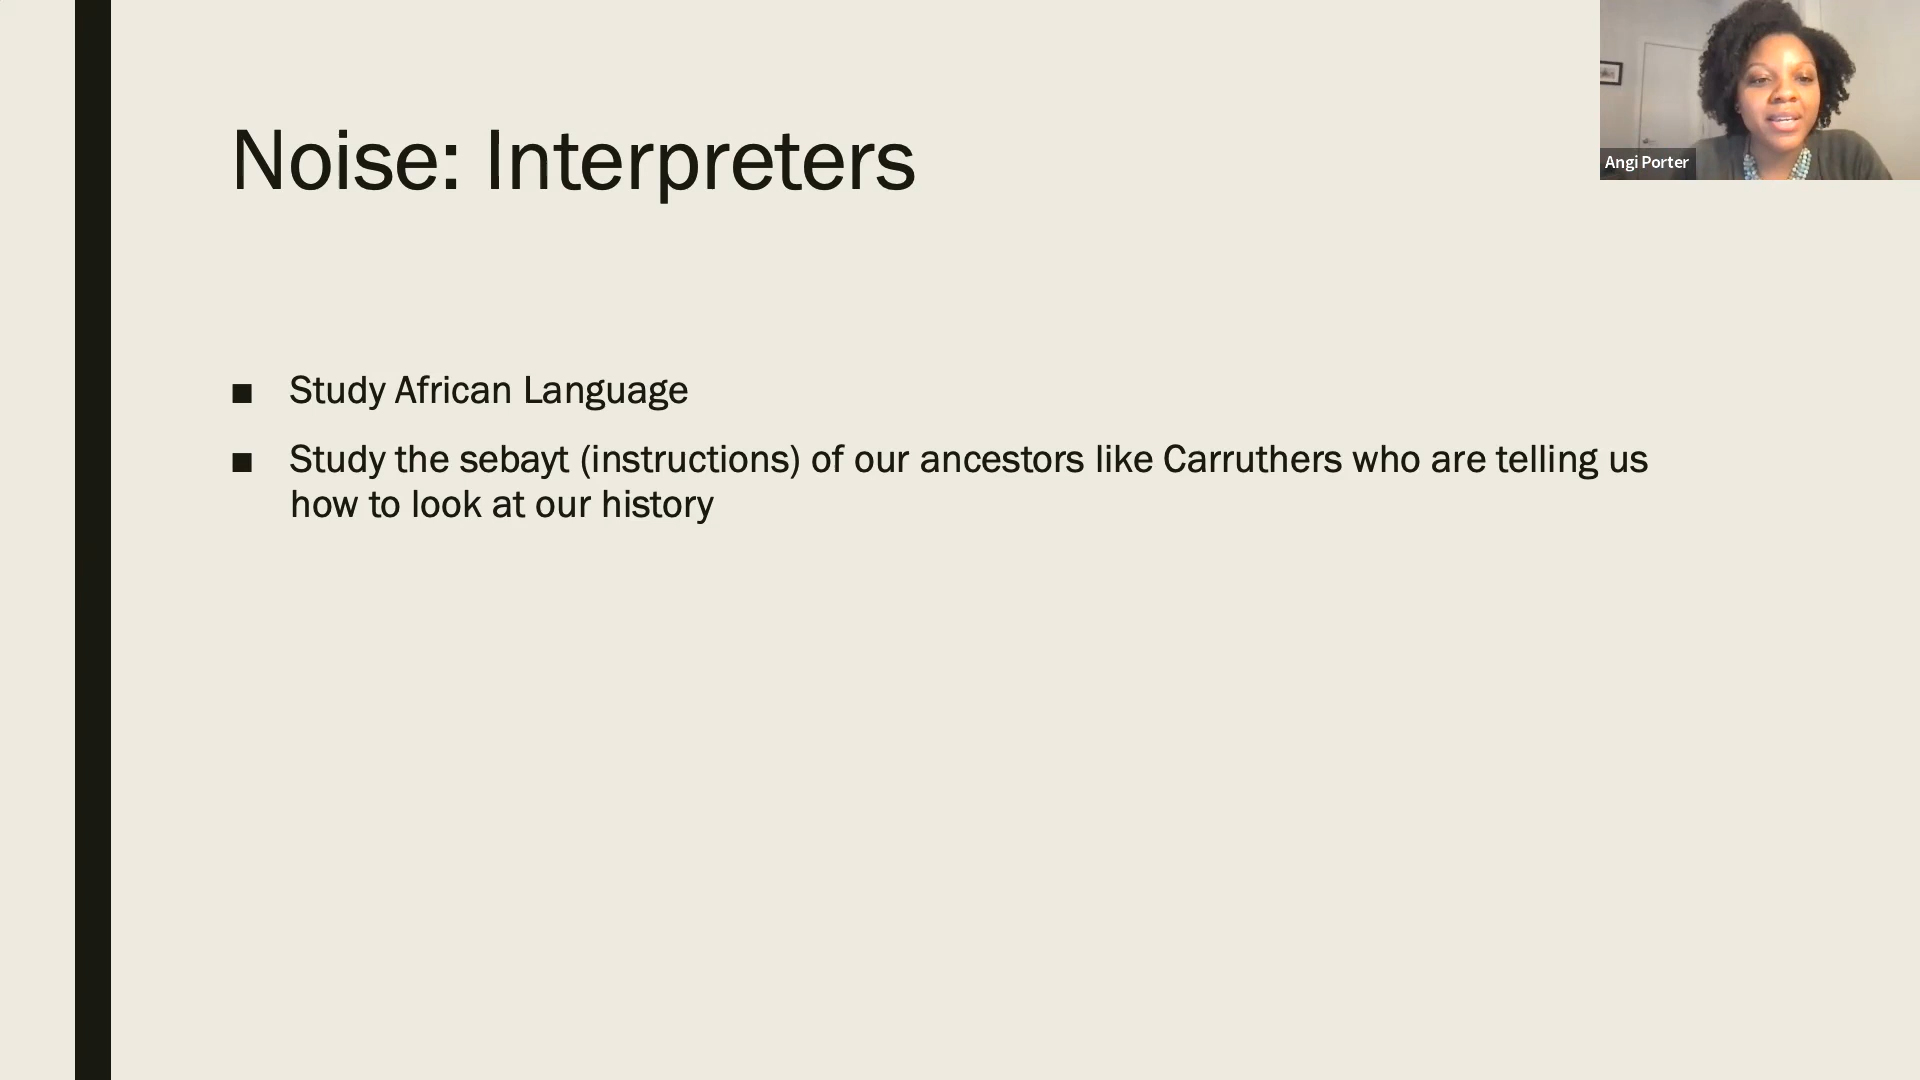 Noise: Interpreters
Angi Porter
■ Study African Language
■ Study the sebayt (instructions) of our ancestors like Carruthers who are telling us
how to look at our history